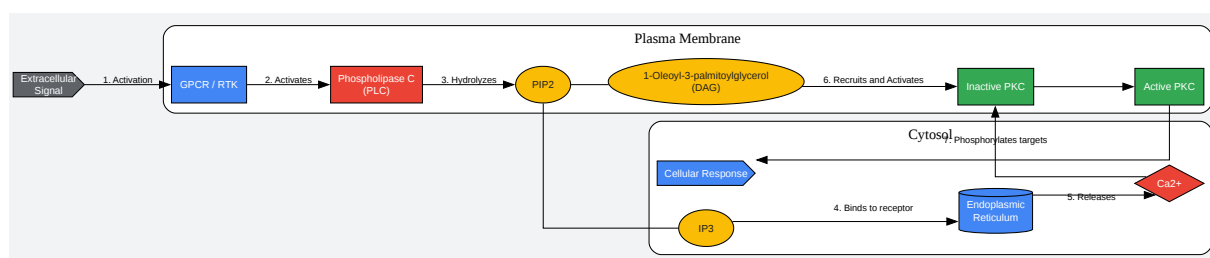 Plasma Membrane
Extracellular
Signal
1. Activation
GPCR / RTK
2. Activates
Phospholipase C
(PLC)
3. Hydrolyzes
PIP2
1-Oleoyl-3-palmitoylglycerol
(DAG)
6. Recruits and Activates
Inactive PKC
Active PKC
Cytosol
7. Phosphorylates targets
Cellular Response
Ca2+
5. Releases
Endoplasmic
Reticulum
4. Binds to receptor
IP3